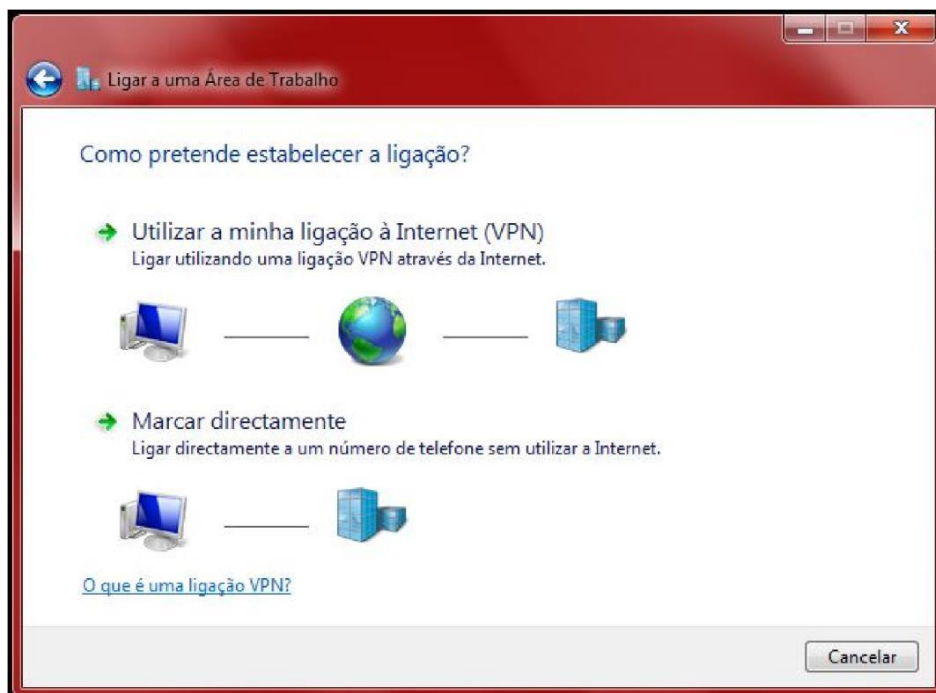 Ligar a uma Área de Trabalho
Como pretende estabelecer a ligação?
Utilizar a minha ligação à Internet (VPN)
Ligar utilizando uma ligação VPN através da Internet.
Marcar directamente
Ligar directamente a um número de telefone sem utilizar a Internet.
O que é uma ligação VPN?
Cancelar